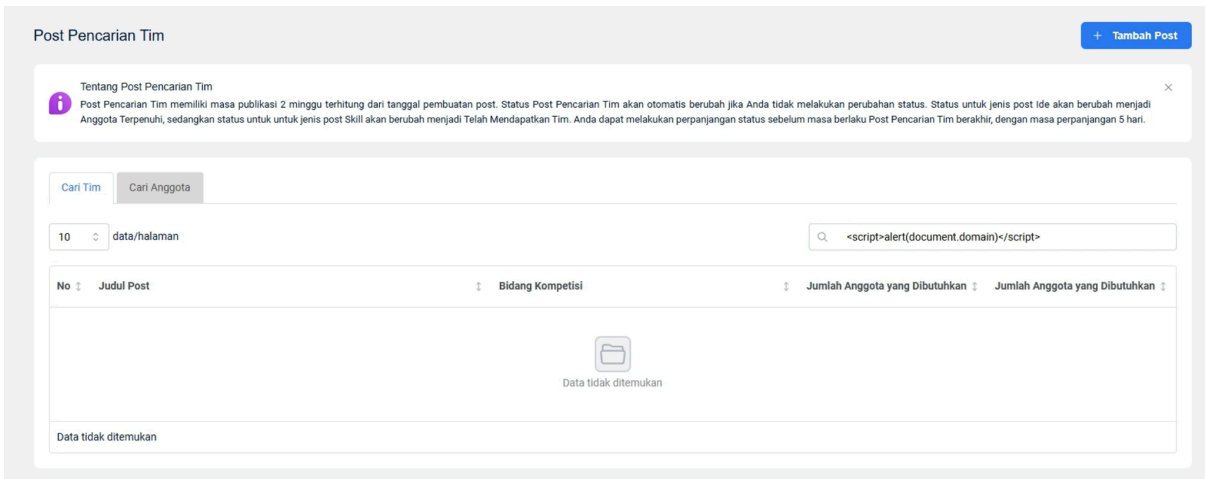 Post Pencarian Tim
+ Tambah Post
Tentang Post Pencarian Tim
Post Pencarian Tim memiliki masa publikasi 2 minggu terhitung dari tanggal pembuatan post. Status Post Pencarian Tim akan otomatis berubah jika Anda tidak melakukan perubahan status. Status untuk jenis post Ide akan berubah menjadi
Anggota Terpenuhi, sedangkan status untuk untuk jenis post Skill akan berubah menjadi Telah Mendapatkan Tim. Anda dapat melakukan perpanjangan status sebelum masa berlaku Post Pencarian Tim berakhir, dengan masa perpanjangan 5 hari.
Cari Tim Cari Anggota
10 data/halaman <script>alert(document.domain)</script>
No Judul Post Bidang Kompetisi Jumlah Anggota yang Dibutuhkan Jumlah Anggota yang Dibutuhkan
Data tidak ditemukan
Data tidak ditemukan